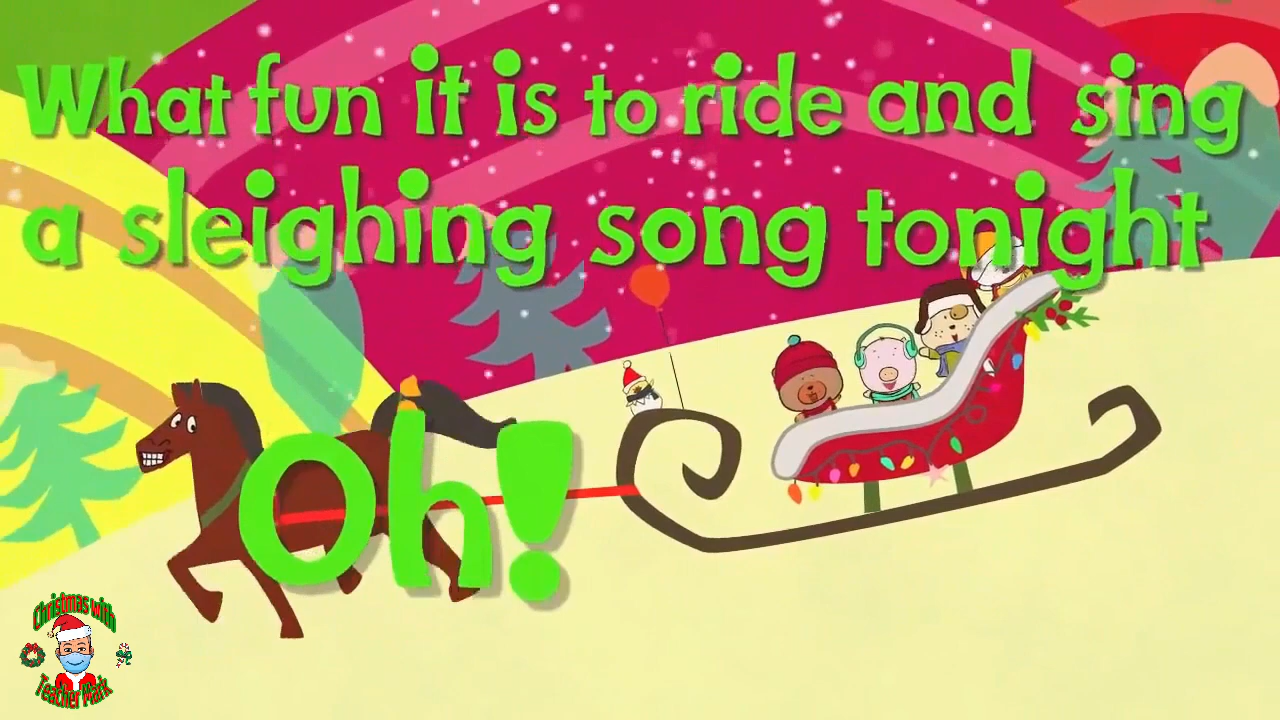 What fun it is to ride and sing
a sleighing song tonight
Oh!
Christmas with
Teacher Mark